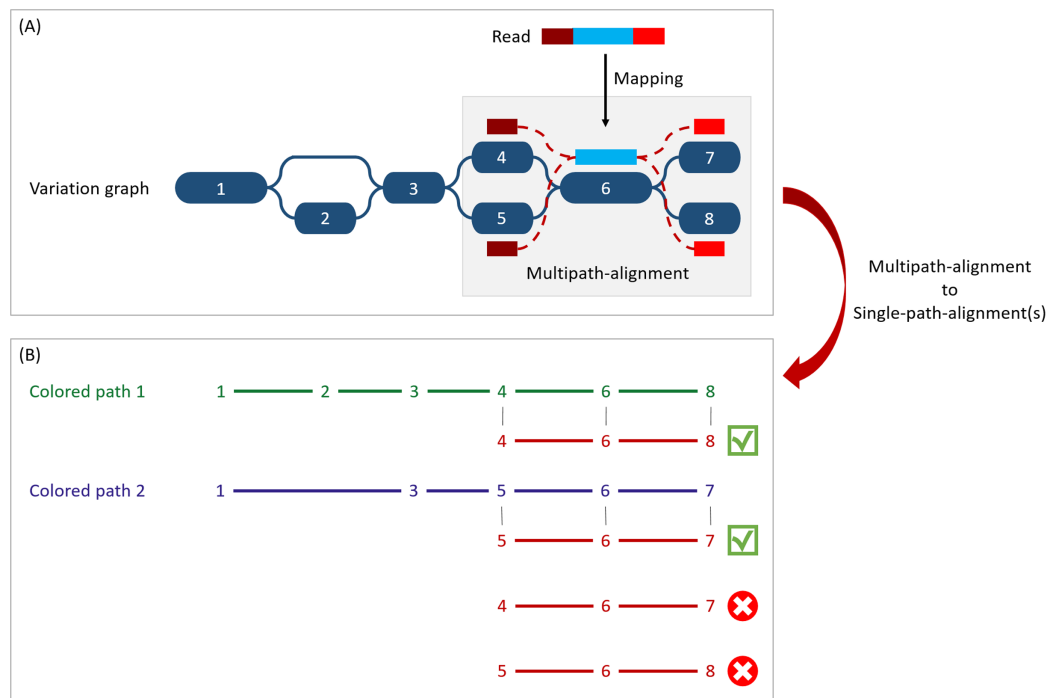 (A)
Read
Mapping
4 7
Variation graph 1 3 6
2 5 8
Multipath-alignment
Multipath-alignment
to
Single-path-alignment(s)
(B)
Colored path 1 1 2 3 4 6 8
4 6 8
Colored path 2 1 3 5 6 7
5 6 7
4 6 7
5 6 8